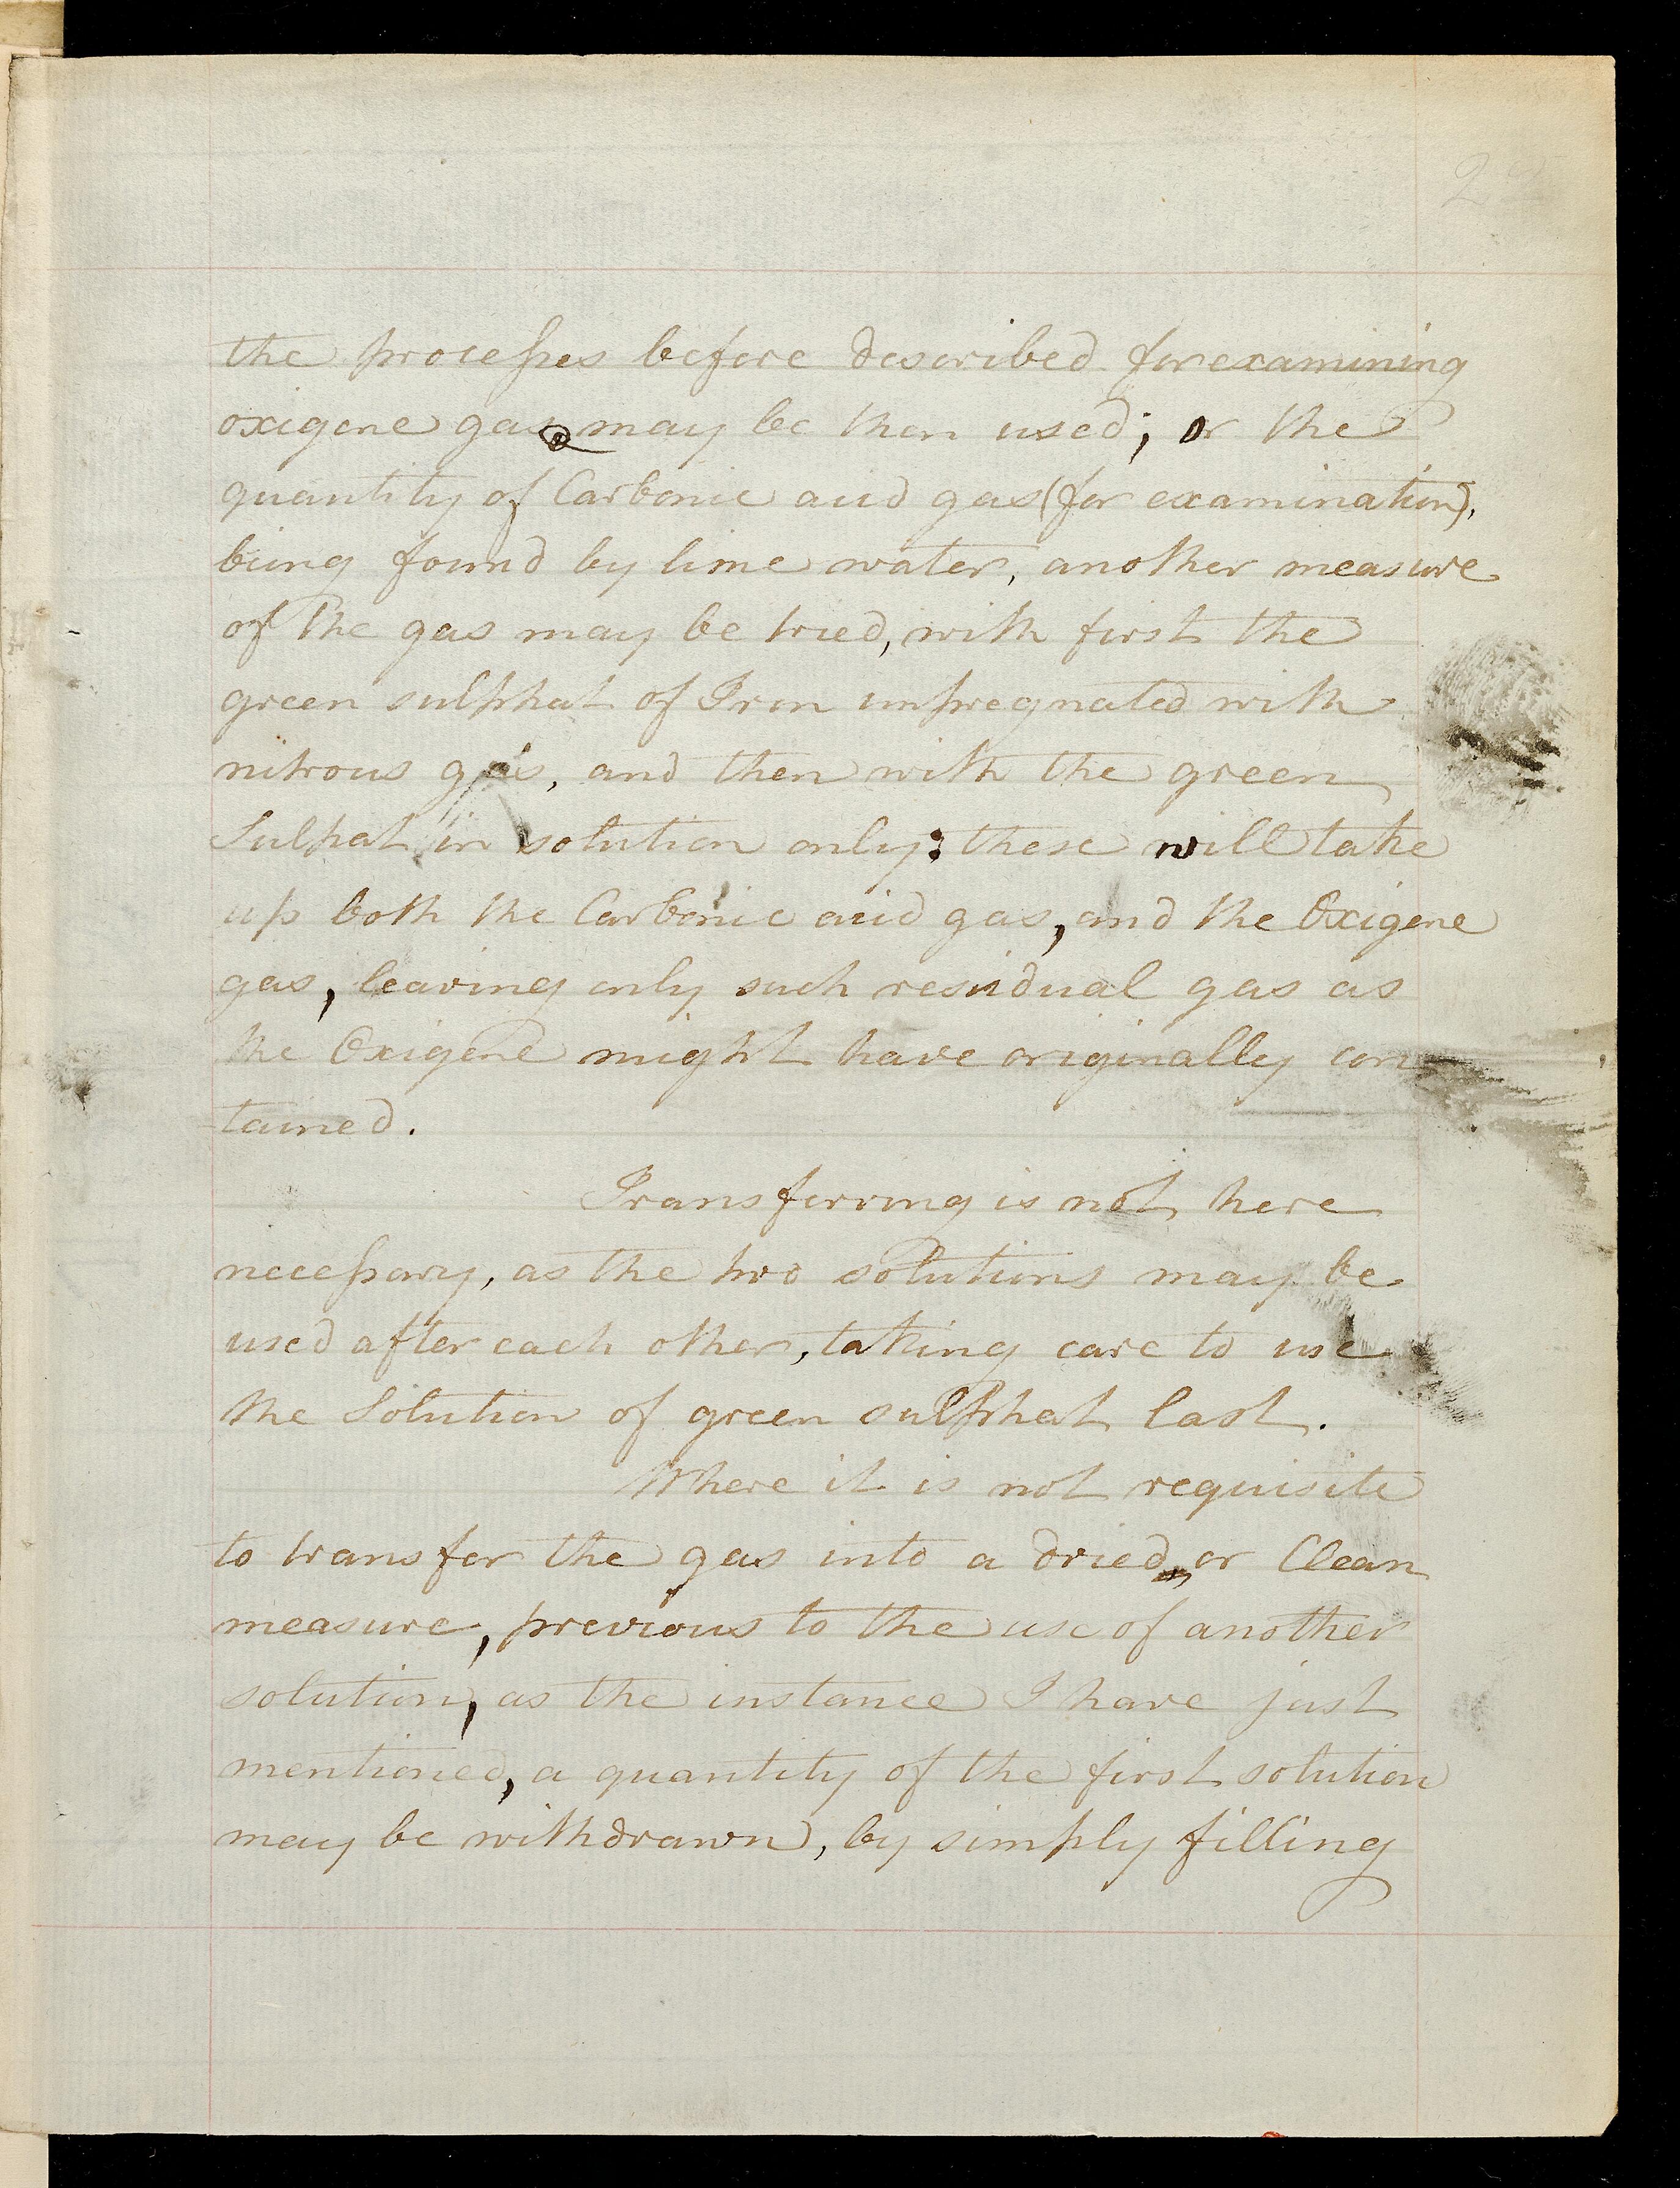 the processes before described for examining
oxigene gas may be then used; or the
quantity of Carbonic acid gas (for examination),
being found by lime water, another measure
of the gas may be tried, with first the
green sulphat of Iron impregnated with
nitrous gas, and then with the green
Sulphat in solution only: these will take
up both the Carbonic acid gas, and the Oxigene
gas, leaving only such residual gas as
the Oxigene might have originally con
tained.
Transferring is not here
necessary, as the two solutions may be
used after each other, taking care to use
the Solution of green sulphat last.
Where it is not requisite
to transfer the gas into a dried, or Clean
measure, previous to the use of another
solution, as the instance I have just
mentioned, a quantity of the first solution
may be withdrawn, by simply filling